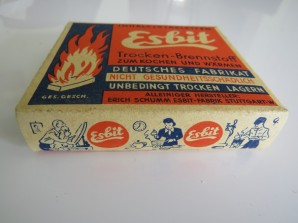 Esbit
Trocken-Brennstoff
ZUM KOCHEN UND WÄRMEN
DEUTSCHES FABRIKAT
NICHT GESUNDHEITSSCHÄDLICH
UNBEDINGT TROCKEN LAGERN
ALLEINIGER HERSTELLER:
ERICH SCHUMM, ESBIT-FABRIK, STUTTGART-W
GES. GESCH.
Esbit
Esbit